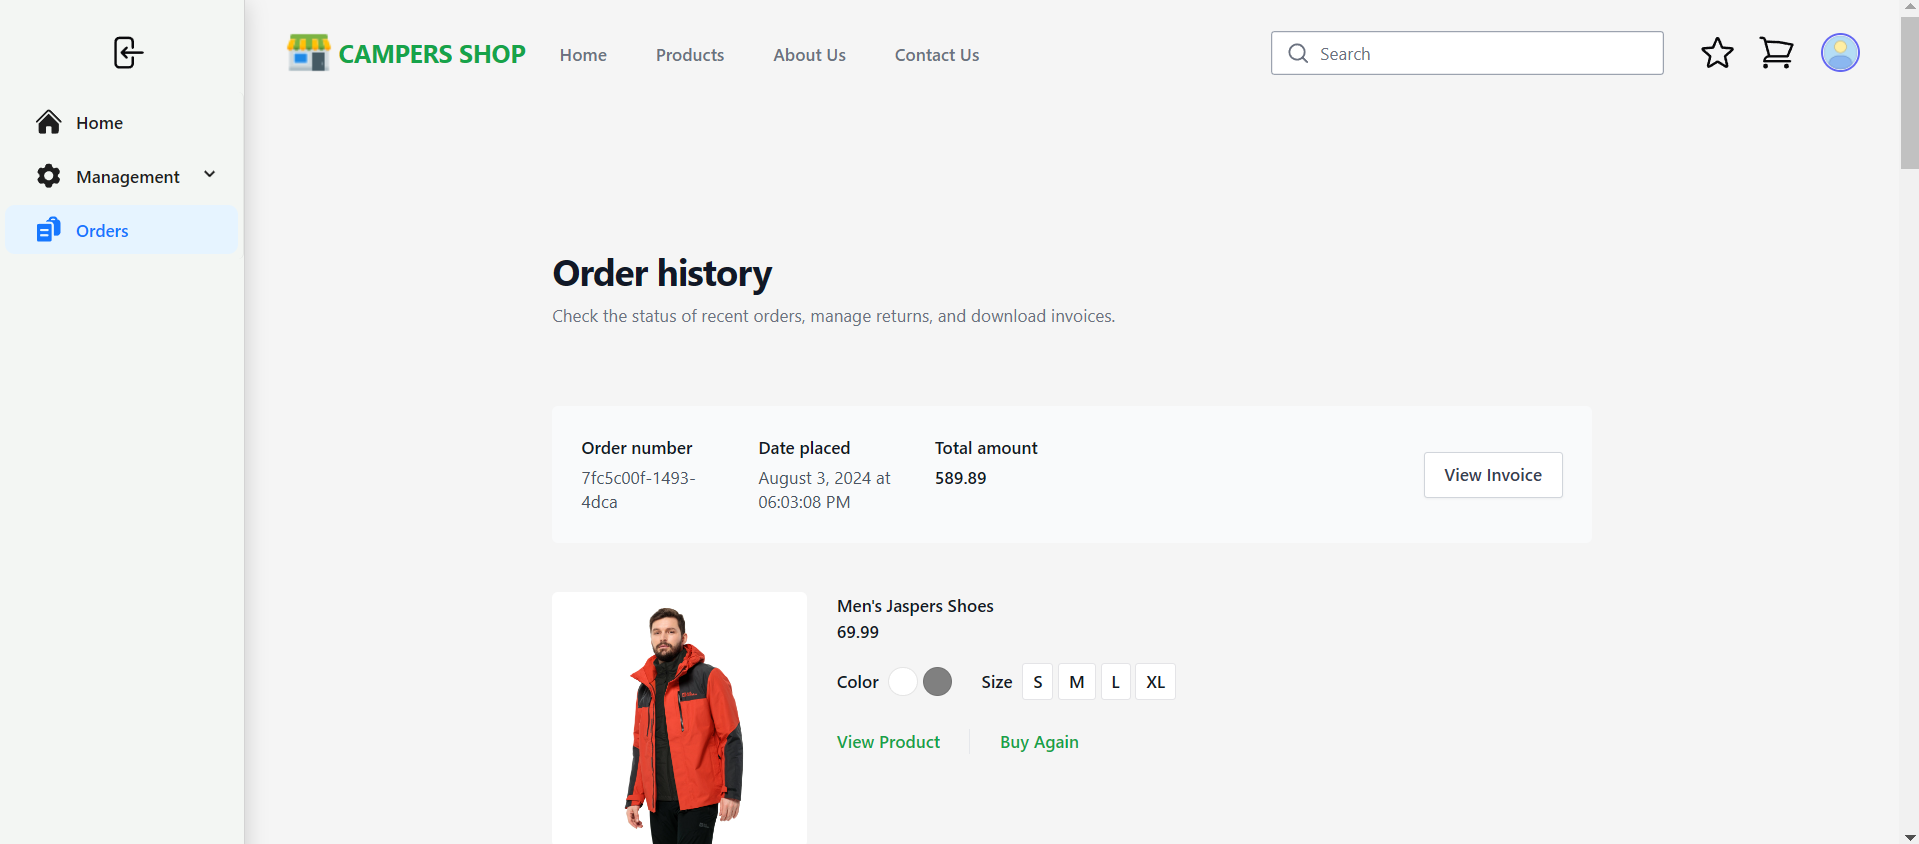 CAMPERS SHOP
Home
Products
About Us
Contact Us
Search
Home
Management
Orders
Order history
Check the status of recent orders, manage returns, and download invoices.
Order number
7fc5c00f-1493-
4dca
Date placed
August 3, 2024 at
06:03:08 PM
Total amount
589.89
View Invoice
Men's Jaspers Shoes
69.99
Color
Size S M L XL
View Product
Buy Again